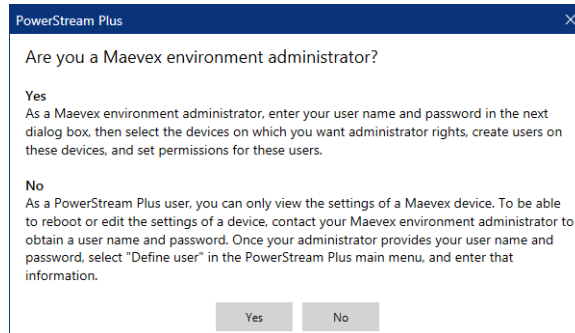 PowerStream Plus
Are you a Maevex environment administrator?
Yes
As a Maevex environment administrator, enter your user name and password in the next
dialog box, then select the devices on which you want administrator rights, create users on
these devices, and set permissions for these users.
No
As a PowerStream Plus user, you can only view the settings of a Maevex device. To be able
to reboot or edit the settings of a device, contact your Maevex environment administrator to
obtain a user name and password. Once your administrator provides your user name and
password, select "Define user" in the PowerStream Plus main menu, and enter that
information.
Yes No